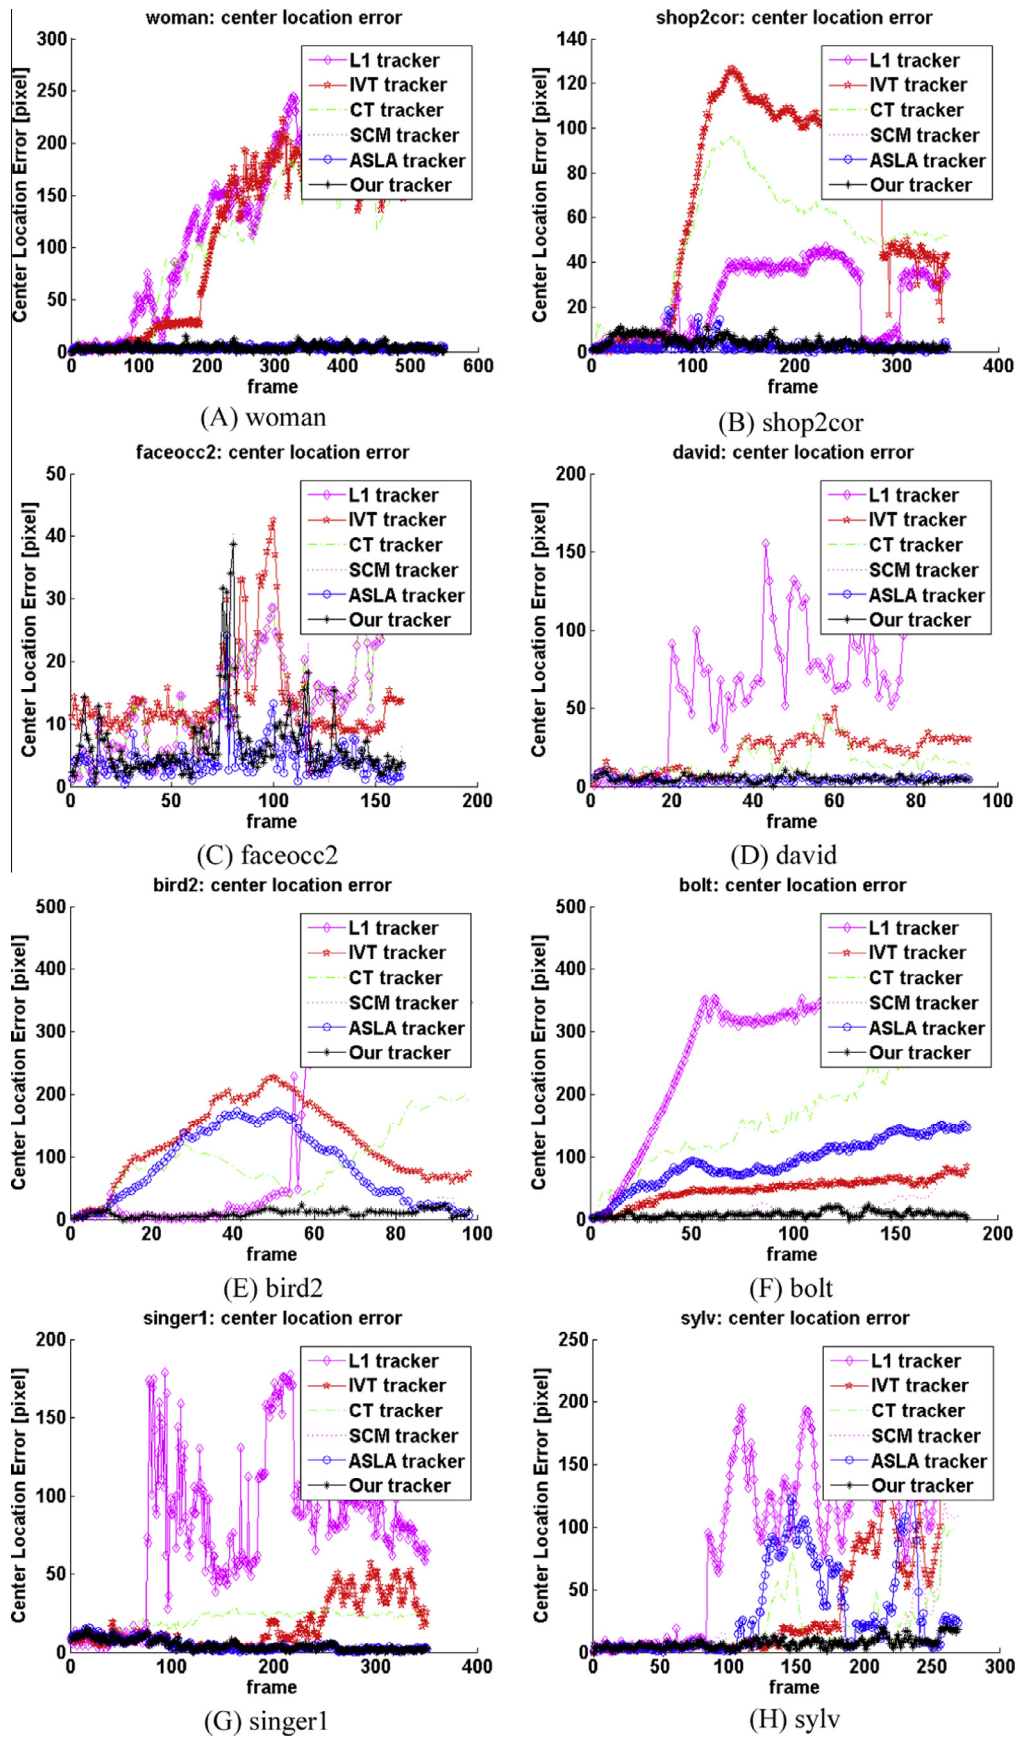 woman: center location error
300
250
200
150
100
50
0
Center Location Error [pixel]
L1 tracker
IVT tracker
CT tracker
SCM tracker
ASLA tracker
Our tracker
0 100 200 300 400 500 600
frame
(A) woman
shop2cor: center location error
140
120
100
80
60
40
20
0
Center Location Error [pixel]
L1 tracker
IVT tracker
CT tracker
SCM tracker
ASLA tracker
Our tracker
0 100 200 300 400
frame
(B) shop2cor
faceocc2: center location error
50
40
30
20
10
0
Center Location Error [pixel]
L1 tracker
IVT tracker
CT tracker
SCM tracker
ASLA tracker
Our tracker
0 50 100 150 200
frame
(C) faceocc2
david: center location error
200
150
100
50
0
Center Location Error [pixel]
L1 tracker
IVT tracker
CT tracker
SCM tracker
ASLA tracker
Our tracker
0 20 40 60 80 100
frame
(D) david
bird2: center location error
500
400
300
200
100
0
Center Location Error [pixel]
L1 tracker
IVT tracker
CT tracker
SCM tracker
ASLA tracker
Our tracker
0 20 40 60 80 100
frame
(E) bird2
bolt: center location error
500
400
300
200
100
0
Center Location Error [pixel]
L1 tracker
IVT tracker
CT tracker
SCM tracker
ASLA tracker
Our tracker
0 50 100 150 200
frame
(F) bolt
singer1: center location error
200
150
100
50
0
Center Location Error [pixel]
L1 tracker
IVT tracker
CT tracker
SCM tracker
ASLA tracker
Our tracker
0 100 200 300 400
frame
(G) singer1
sylv: center location error
250
200
150
100
50
0
Center Location Error [pixel]
L1 tracker
IVT tracker
CT tracker
SCM tracker
ASLA tracker
Our tracker
0 50 100 150 200 250 300
frame
(H) sylv